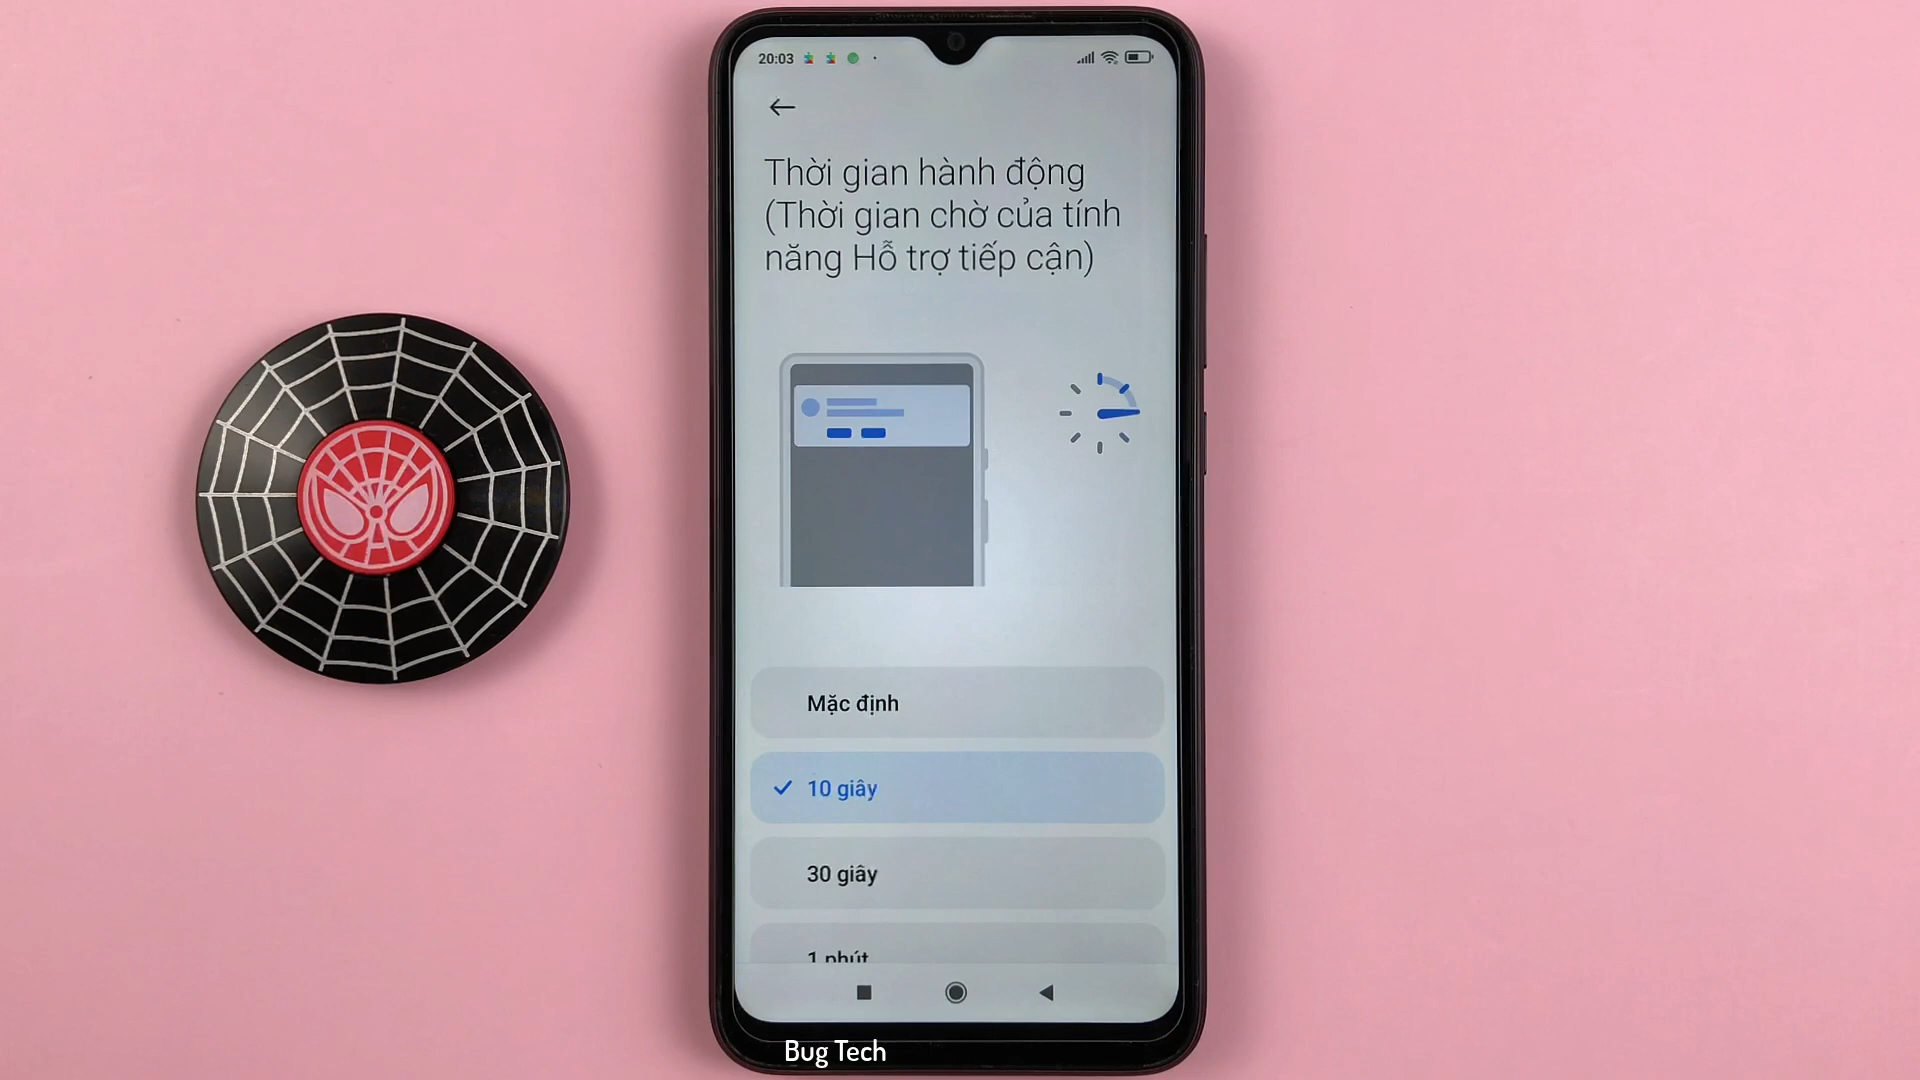 20:03
Thời gian hành động
(Thời gian chờ của tính
năng Hỗ trợ tiếp cận)
Mặc định
10 giây
30 giây
1 phút
Bug Tech